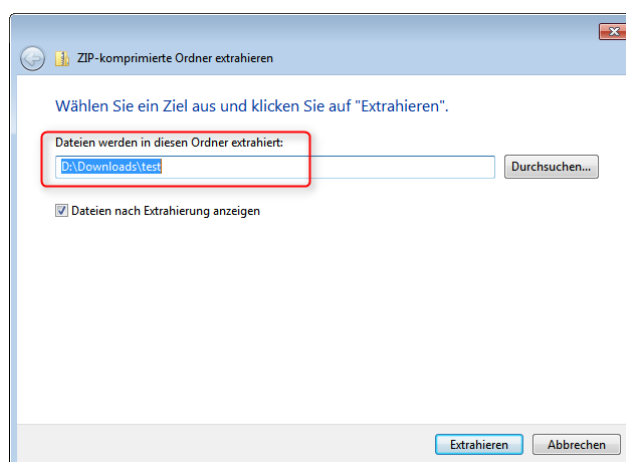 ZIP-komprimierte Ordner extrahieren
Wählen Sie ein Ziel aus und klicken Sie auf "Extrahieren".
Dateien werden in diesen Ordner extrahiert:
D:\Downloads\test
Durchsuchen...
Dateien nach Extrahierung anzeigen
Extrahieren
Abbrechen